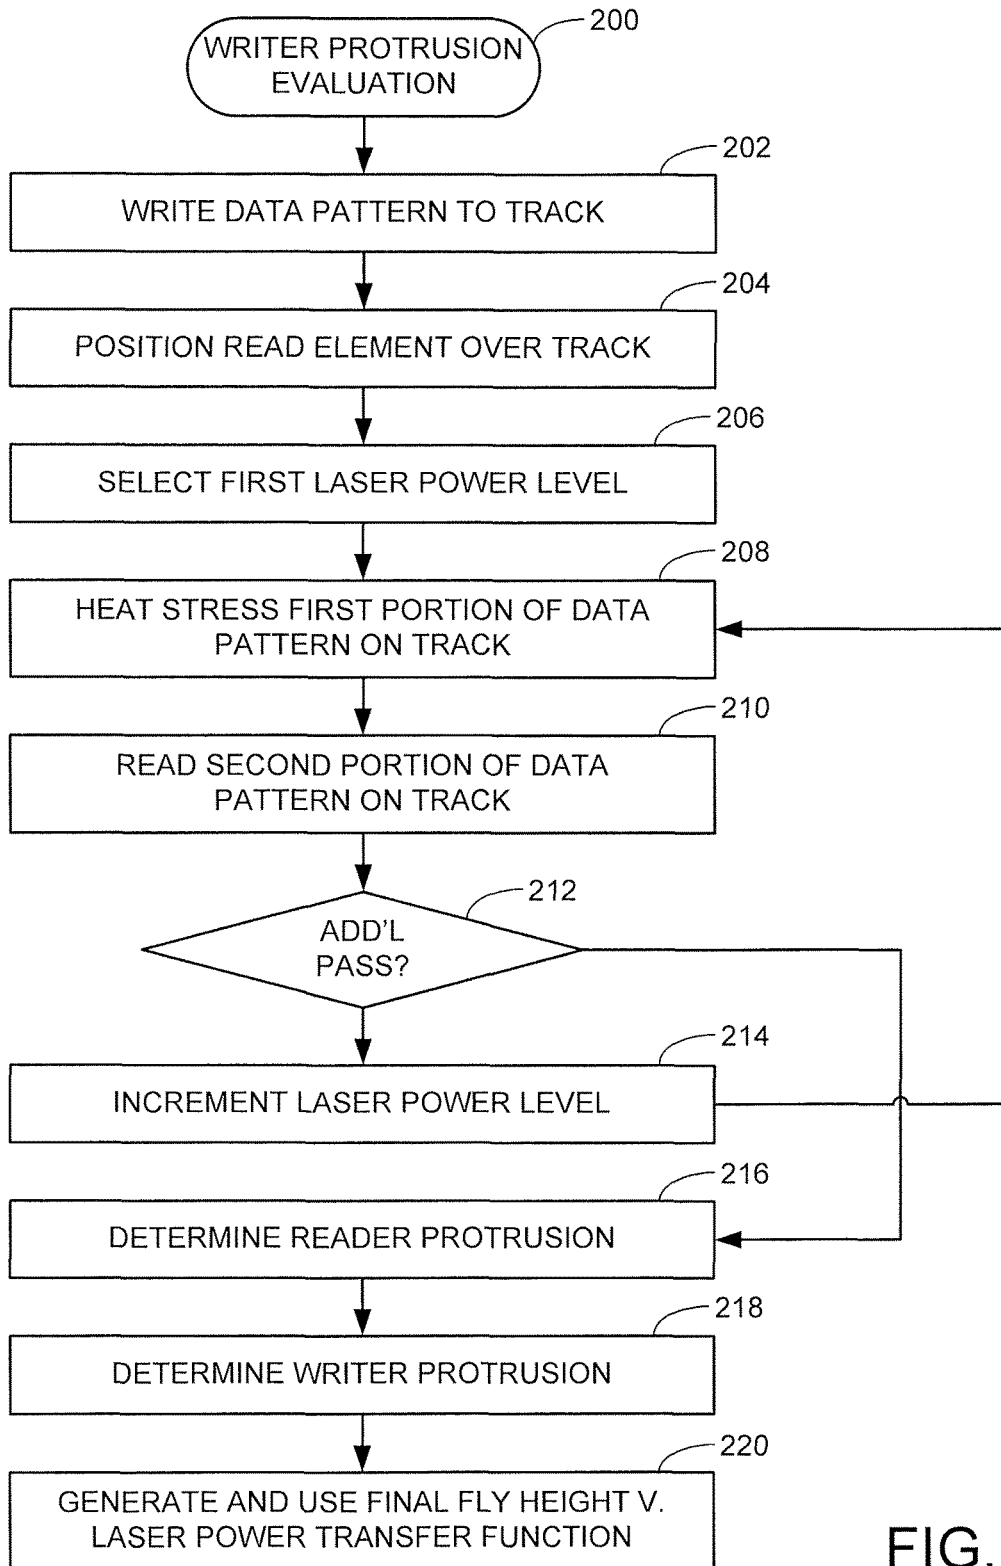 200
WRITER PROTRUSION
EVALUATION
202
WRITE DATA PATTERN TO TRACK
204
POSITION READ ELEMENT OVER TRACK
206
SELECT FIRST LASER POWER LEVEL
208
HEAT STRESS FIRST PORTION OF DATA
PATTERN ON TRACK
210
READ SECOND PORTION OF DATA
PATTERN ON TRACK
212
ADD'L
PASS?
214
INCREMENT LASER POWER LEVEL
216
DETERMINE READER PROTRUSION
218
DETERMINE WRITER PROTRUSION
220
GENERATE AND USE FINAL FLY HEIGHT V.
LASER POWER TRANSFER FUNCTION
FIG.